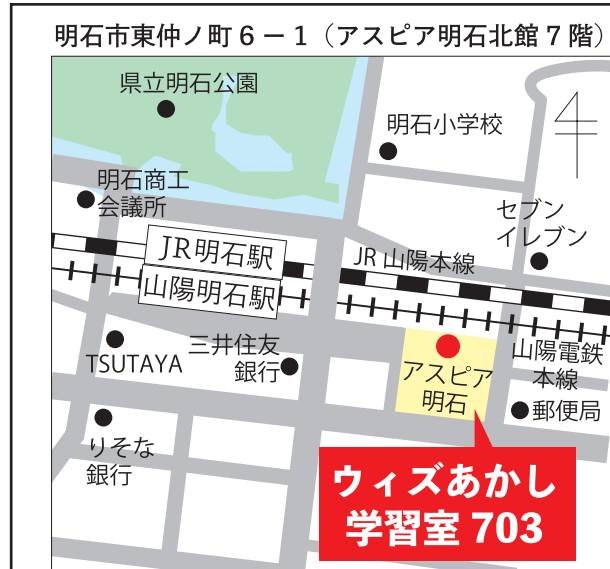 明石市東仲ノ町6－1（アスピア明石北館7階）
県立明石公園
明石小学校
明石商工
会議所
セブン
イレブン
JR明石駅
JR山陽本線
山陽明石駅
TSUTAYA
三井住友
銀行
アスピア
明石
山陽電鉄
本線
郵便局
りそな
銀行
ウィズあかし
学習室 703